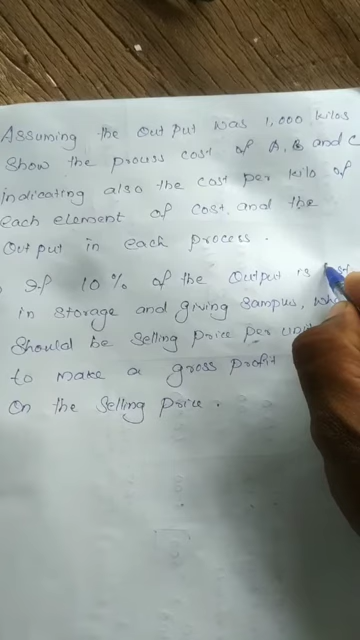 Assuming the output was 1,000 kilos
Show the process cost of A, B and C
indicating also the cost per kilo of
each element of cost, and the
output in each process.
If 10% of the output is
in storage and giving samples,
should be selling price per unit
to make a gross profit
on the selling price.